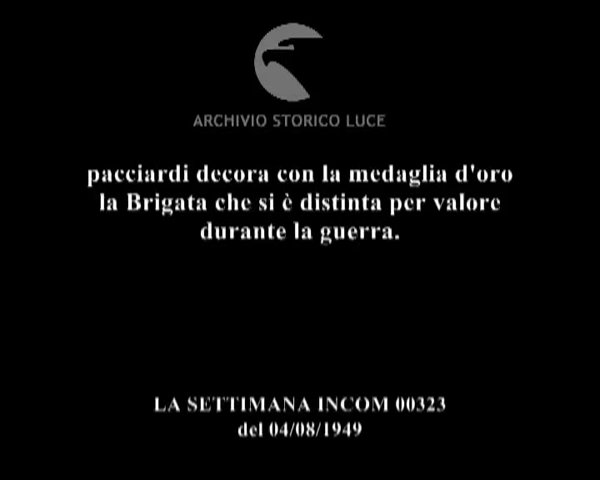 ARCHIVIO STORICO LUCE
pacciardi decora con la medaglia d'oro
la Brigata che si è distinta per valore
durante la guerra.
LA SETTIMANA INCOM 00323
del 04/08/1949